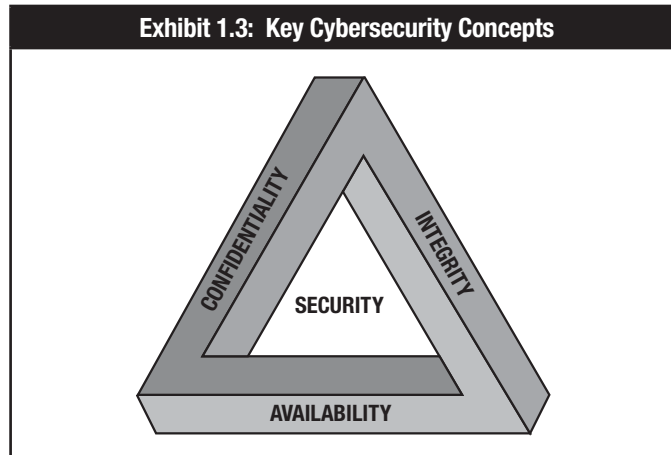 Exhibit 1.3: Key Cybersecurity Concepts
CONFIDENTIALITY
INTEGRITY
SECURITY
AVAILABILITY